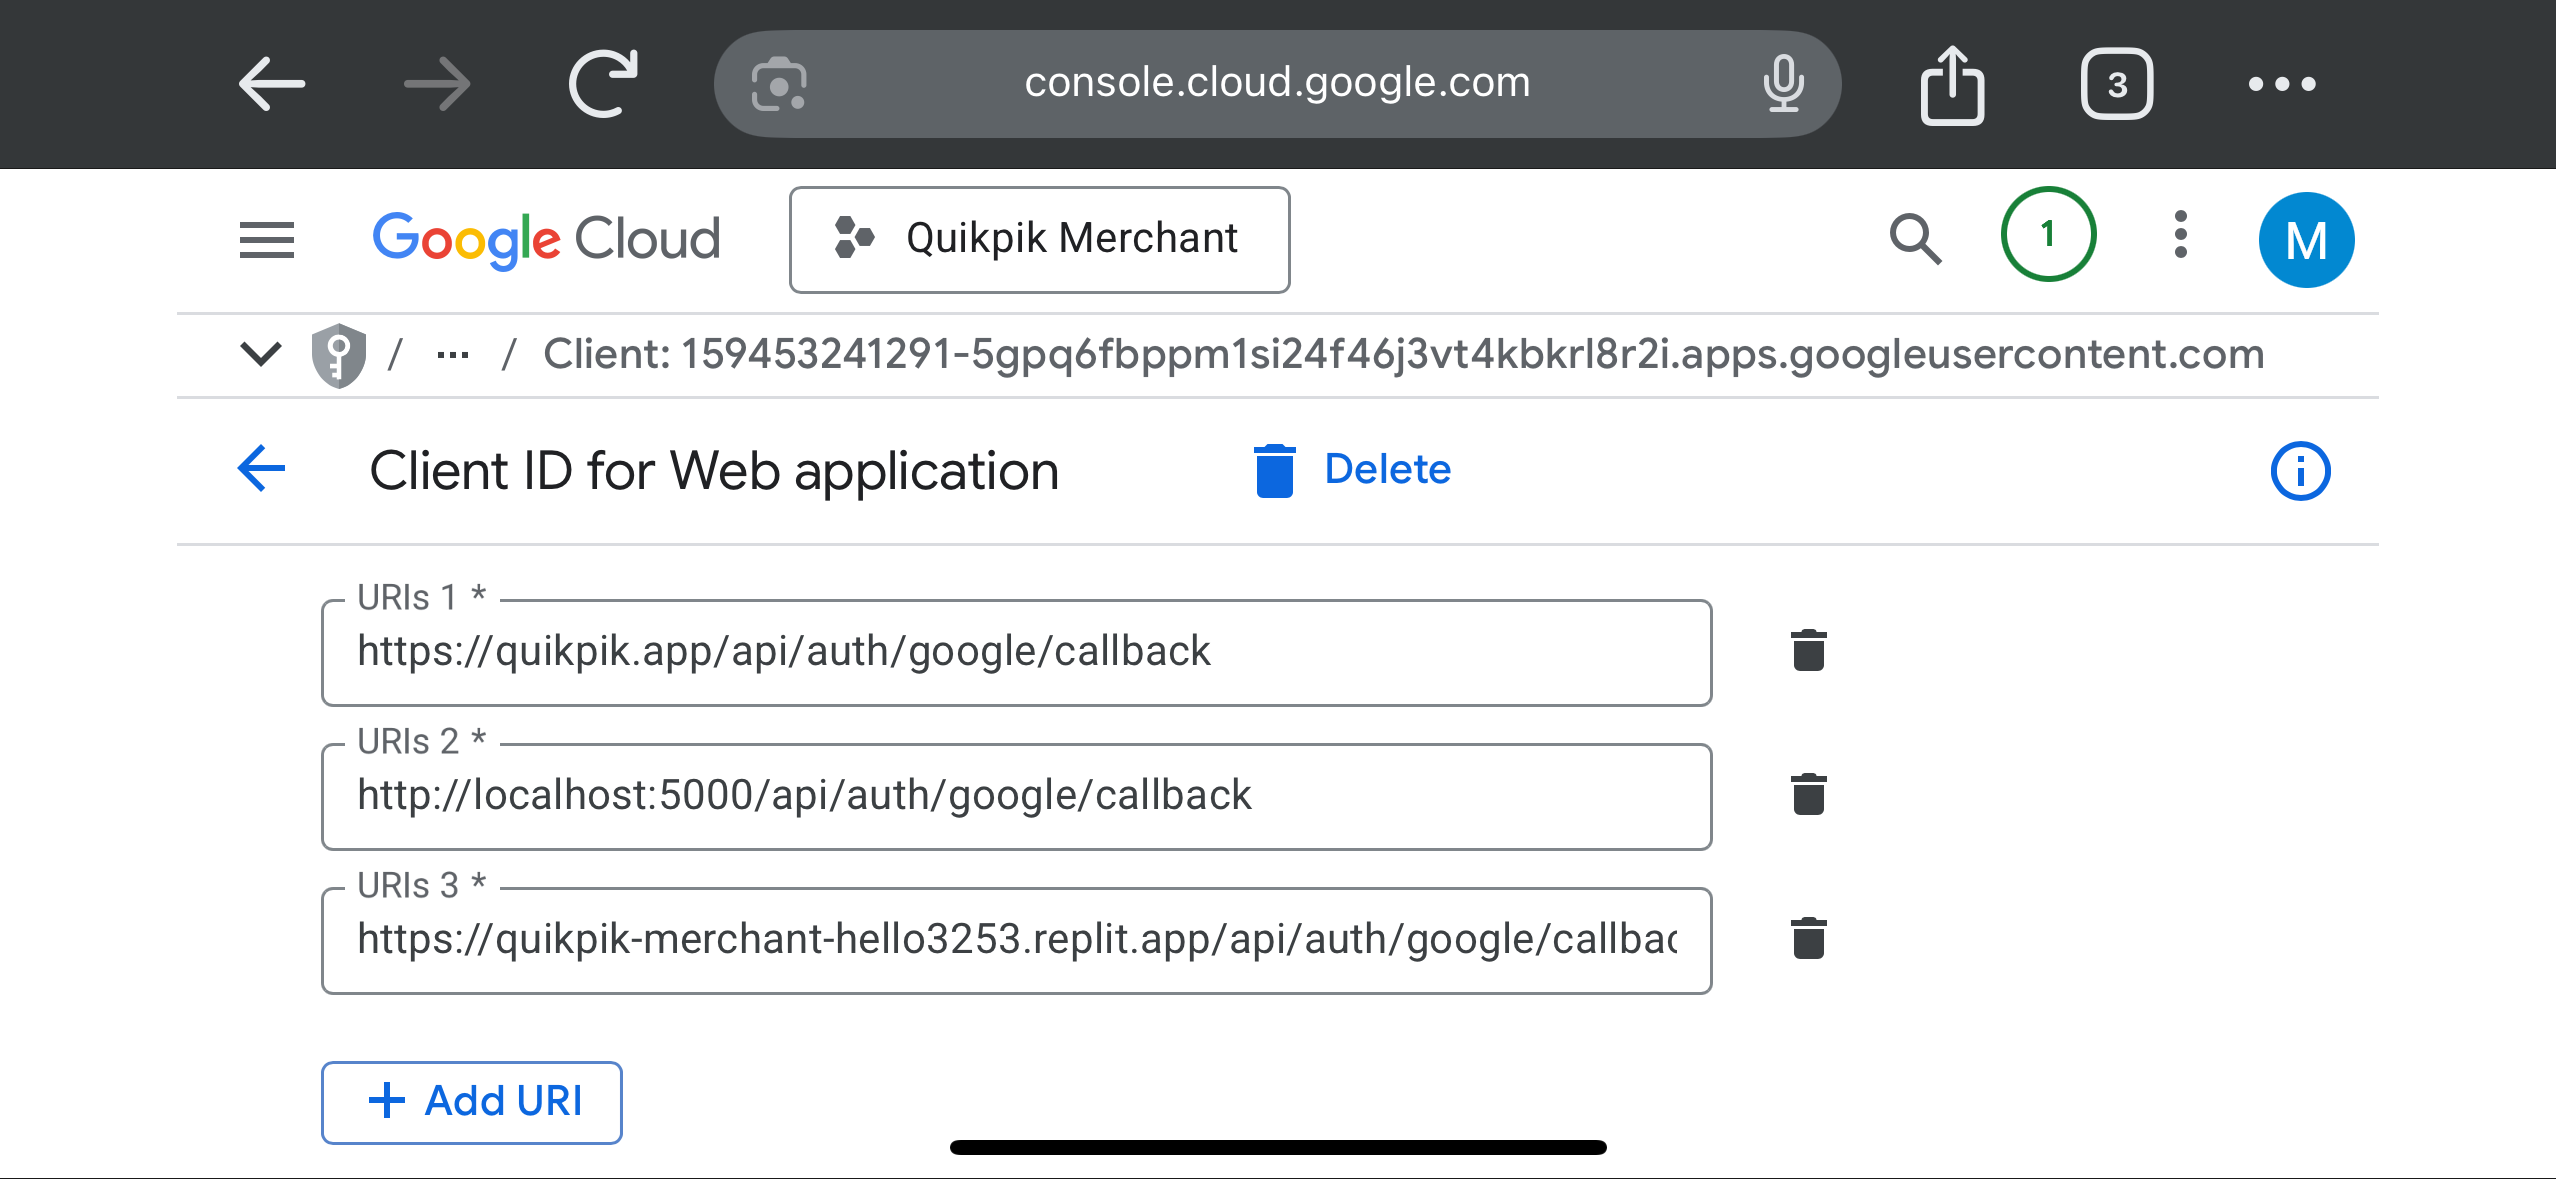 console.cloud.google.com
3
Google Cloud
Quikpik Merchant
1
M
/ ... / Client: 159453241291-5gpq6fbppm1si24f46j3vt4kbkrl8r2i.apps.googleusercontent.com
Client ID for Web application
Delete
URIs 1 *
https://quikpik.app/api/auth/google/callback
URIs 2 *
http://localhost:5000/api/auth/google/callback
URIs 3 *
https://quikpik-merchant-hello3253.replit.app/api/auth/google/callbac
+ Add URI